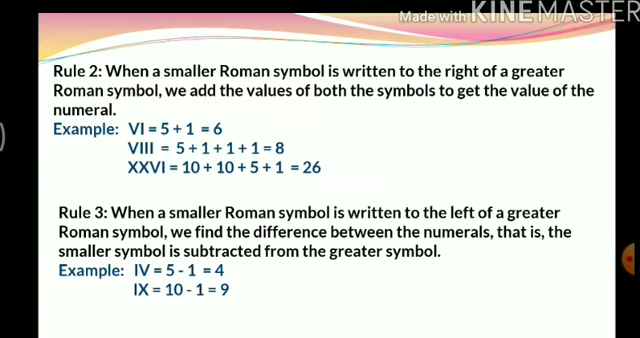 Made with KINEMASTER
Rule 2: When a smaller Roman symbol is written to the right of a greater
Roman symbol, we add the values of both the symbols to get the value of the
numeral.
Example: VI = 5 + 1 = 6
VIII = 5 + 1 + 1 + 1 = 8
XXVI = 10 + 10 + 5 + 1 = 26
Rule 3: When a smaller Roman symbol is written to the left of a greater
Roman symbol, we find the difference between the numerals, that is, the
smaller symbol is subtracted from the greater symbol.
Example: IV = 5 - 1 = 4
IX = 10 - 1 = 9